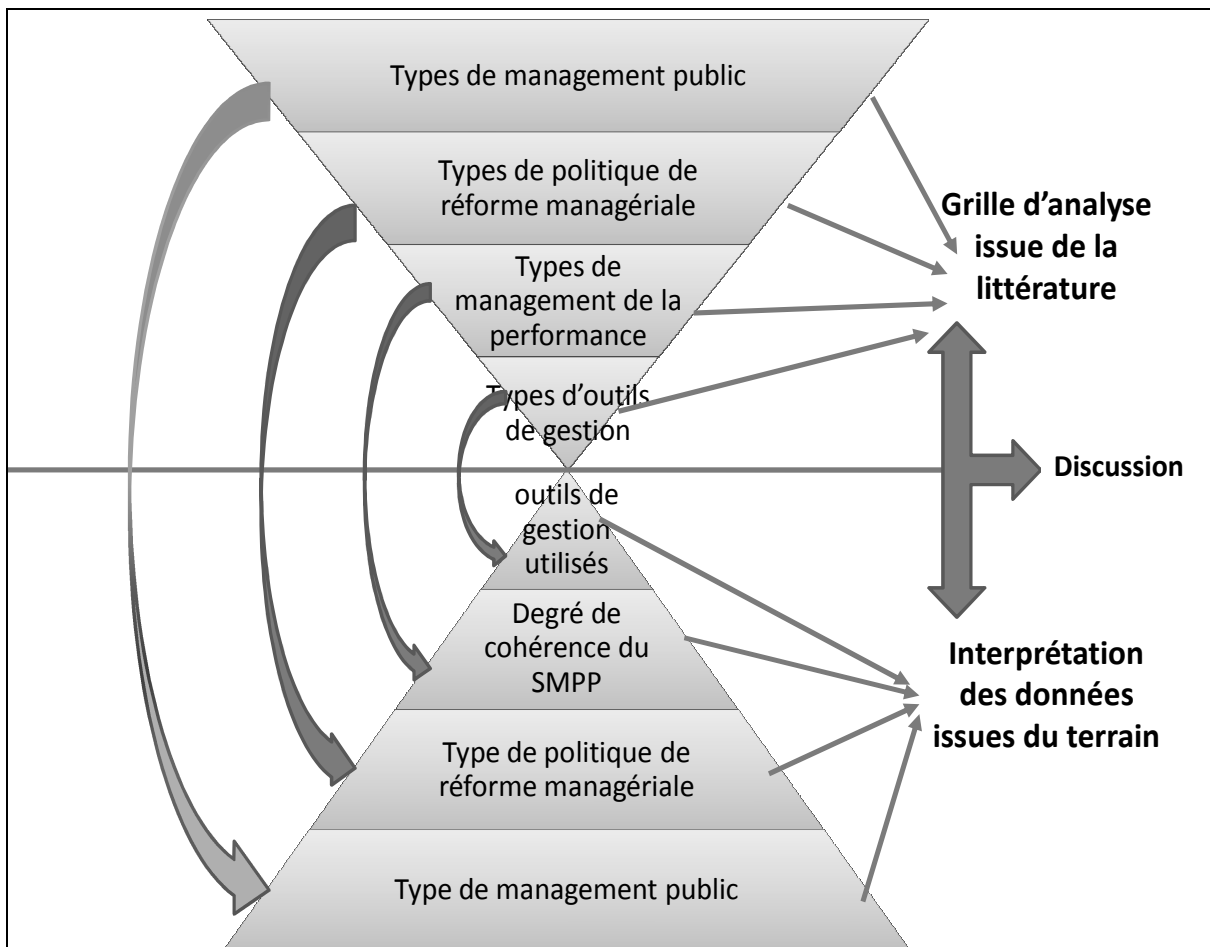 Types de management public
Types de politique de
réforme managériale
Types de
management de la
performance
Types d’outils
de gestion
Grille d’analyse
issue de la
littérature
Discussion
outils de
gestion
utilisés
Degré de
cohérence du
SMPP
Type de politique de
réforme managériale
Type de management public
Interprétation
des données
issues du terrain